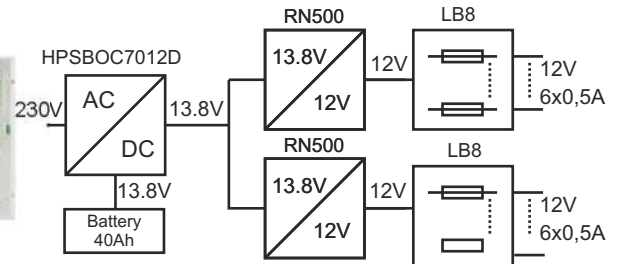 RN500
LB8
HPSBOC7012D
13.8V
12V
12V
12V
6x0,5A
230V
AC
DC
13.8V
13.8V
Battery
40Ah
RN500
LB8
13.8V
12V
12V
12V
6x0,5A